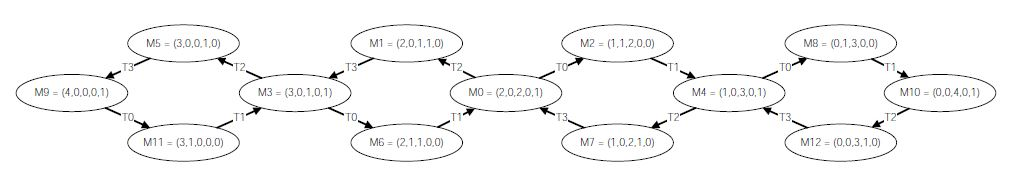 M5 = (3,0,0,1,0)
M1 = (2,0,1,1,0)
M2 = (1,1,2,0,0)
M8 = (0,1,3,0,0)
T3
T2
T3
T2
T0
T1
T0
T1
M9 = (4,0,0,0,1)
M3 = (3,0,1,0,1)
M0 = (2,0,2,0,1)
M4 = (1,0,3,0,1)
M10 = (0,0,4,0,1)
T0
T1
T0
T1
T3
T2
T3
T2
M11 = (3,1,0,0,0)
M6 = (2,1,1,0,0)
M7 = (1,0,2,1,0)
M12 = (0,0,3,1,0)